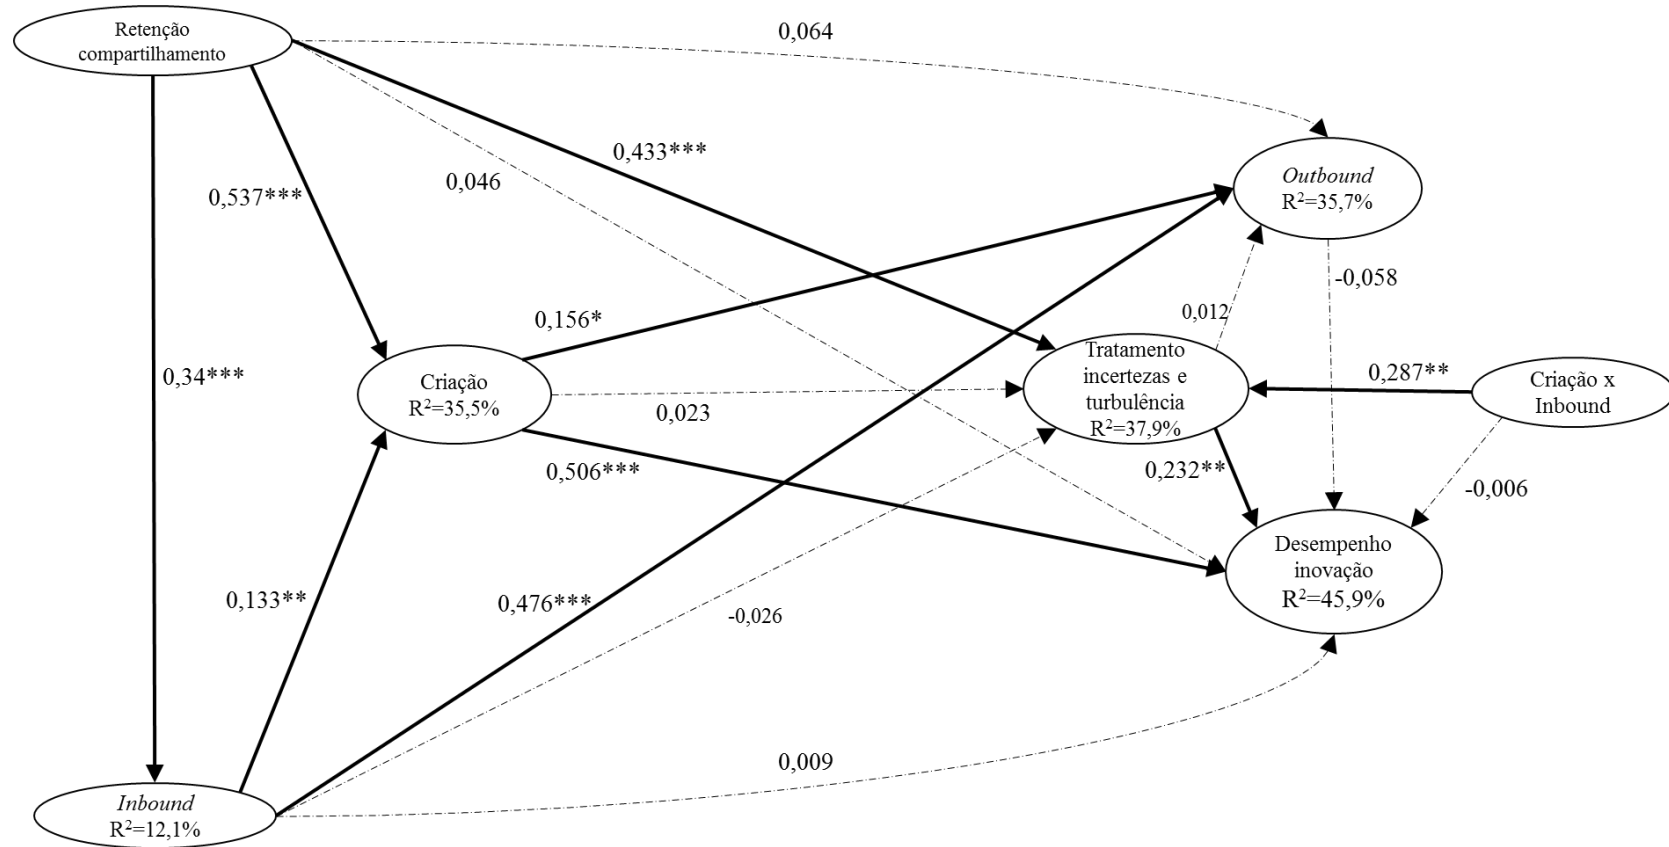 Retenção
compartilhamento
0,064
0,433***
0,046
0,537***
Outbound
R²=35,7%
-0,058
0,012
0,156*
Tratamento
incertezas e
turbulência
R²=37,9%
0,287**
Criação x
Inbound
0,34***
Criação
R²=35,5%
0,023
0,506***
0,232**
-0,006
Desempenho
inovação
R²=45,9%
0,133**
0,476***
-0,026
0,009
Inbound
R²=12,1%